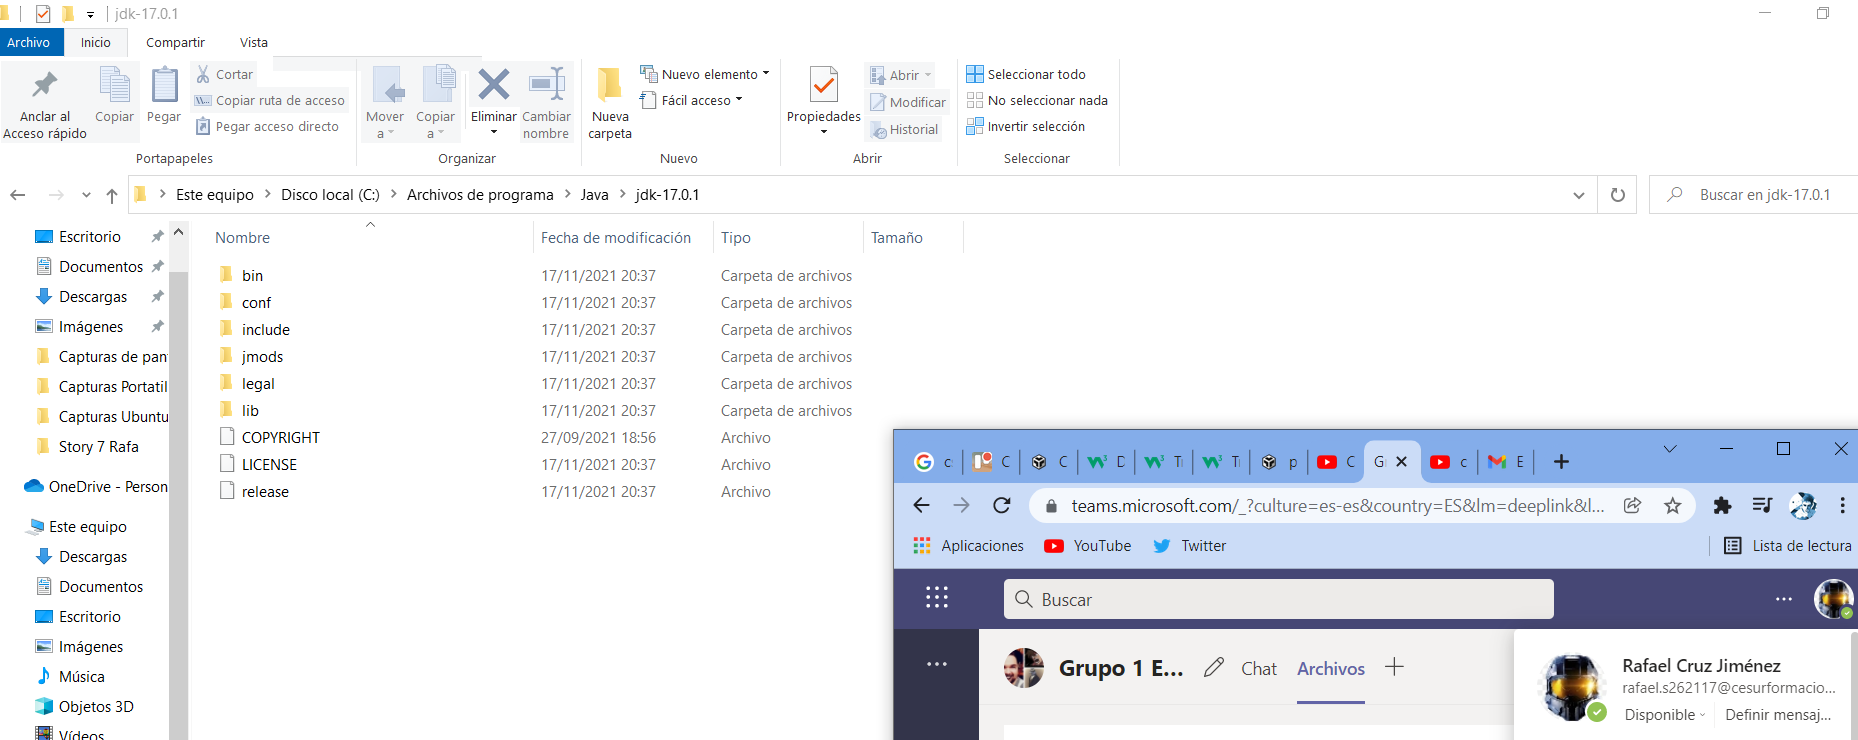 jdk-17.0.1
Archivo Inicio Compartir Vista
Anclar al
Acceso rápido
Copiar
Pegar
Cortar
Copiar ruta de acceso
Pegar acceso directo
Portapapeles
Mover
a
Copiar
a
Eliminar
Cambiar
nombre
Organizar
Nueva
carpeta
Nuevo elemento
Fácil acceso
Nuevo
Propiedades
Abrir
Modificar
Historial
Abrir
Seleccionar todo
No seleccionar nada
Invertir selección
Seleccionar
Este equipo > Disco local (C:) > Archivos de programa > Java > jdk-17.0.1
Buscar en jdk-17.0.1
Escritorio
Documentos
Descargas
Imágenes
Capturas de pan
Capturas Portatil
Capturas Ubuntu
Story 7 Rafa
OneDrive - Person
Este equipo
Descargas
Documentos
Escritorio
Imágenes
Música
Objetos 3D
Vídeos
Nombre Fecha de modificación Tipo Tamaño
bin 17/11/2021 20:37 Carpeta de archivos
conf 17/11/2021 20:37 Carpeta de archivos
include 17/11/2021 20:37 Carpeta de archivos
jmods 17/11/2021 20:37 Carpeta de archivos
legal 17/11/2021 20:37 Carpeta de archivos
lib 17/11/2021 20:37 Carpeta de archivos
COPYRIGHT 27/09/2021 18:56 Archivo
LICENSE 17/11/2021 20:37 Archivo
release 17/11/2021 20:37 Archivo
c C C D T T p C G c E
teams.microsoft.com/_?culture=es-es&country=ES&lm=deeplink&l...
Aplicaciones YouTube Twitter Lista de lectura
Buscar
Grupo 1 E... Chat Archivos
Rafael Cruz Jiménez
rafael.s262117@cesurformacio...
Disponible Definir mensaj...